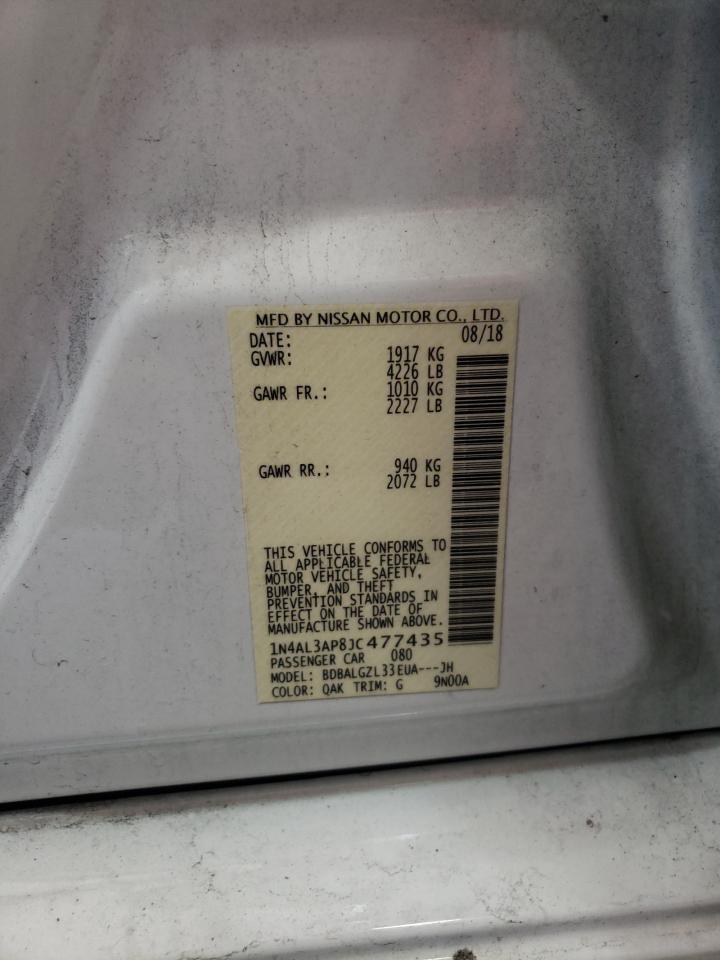 MFD BY NISSAN MOTOR CO., LTD.
DATE: 08/18
GVWR: 1917 KG
4226 LB
GAWR FR.: 1010 KG
2227 LB
GAWR RR.: 940 KG
2072 LB
THIS VEHICLE CONFORMS TO
ALL APPLICABLE FEDERAL
MOTOR VEHICLE SAFETY,
BUMPER, AND THEFT
PREVENTION STANDARDS IN
EFFECT ON THE DATE OF
MANUFACTURE SHOWN ABOVE.
1N4AL3AP8JC477435
PASSENGER CAR 080
MODEL: BDBALGZL33EUA---JH
COLOR: QAK TRIM: G 9N00A